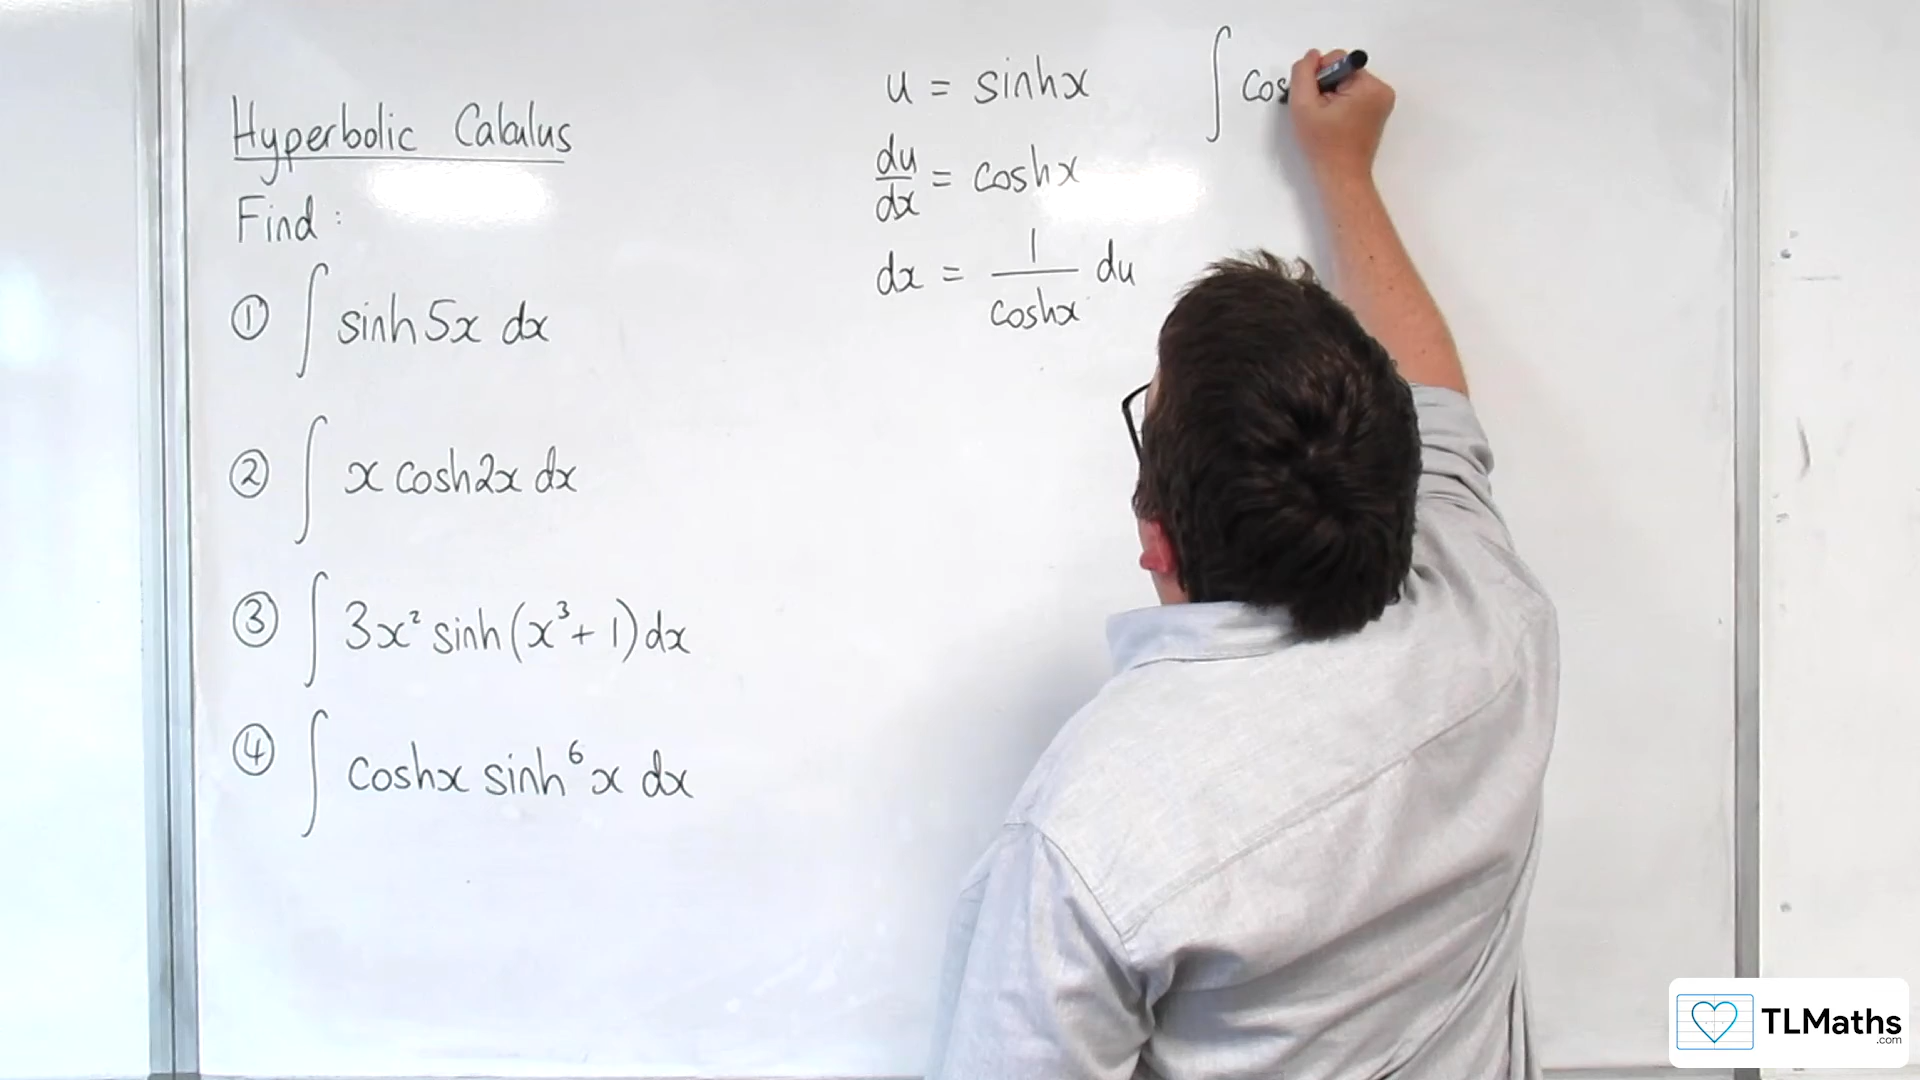 Hyperbolic Calculus
Find :
① ∫ sinh5x dx
② ∫ x cosh2x dx
③ ∫ 3x² sinh(x³+1)dx
④ ∫ coshx sinh⁶x dx
u = sinhx
du/dx = coshx
dx = 1/coshx du
∫ cos
TLMaths
.com